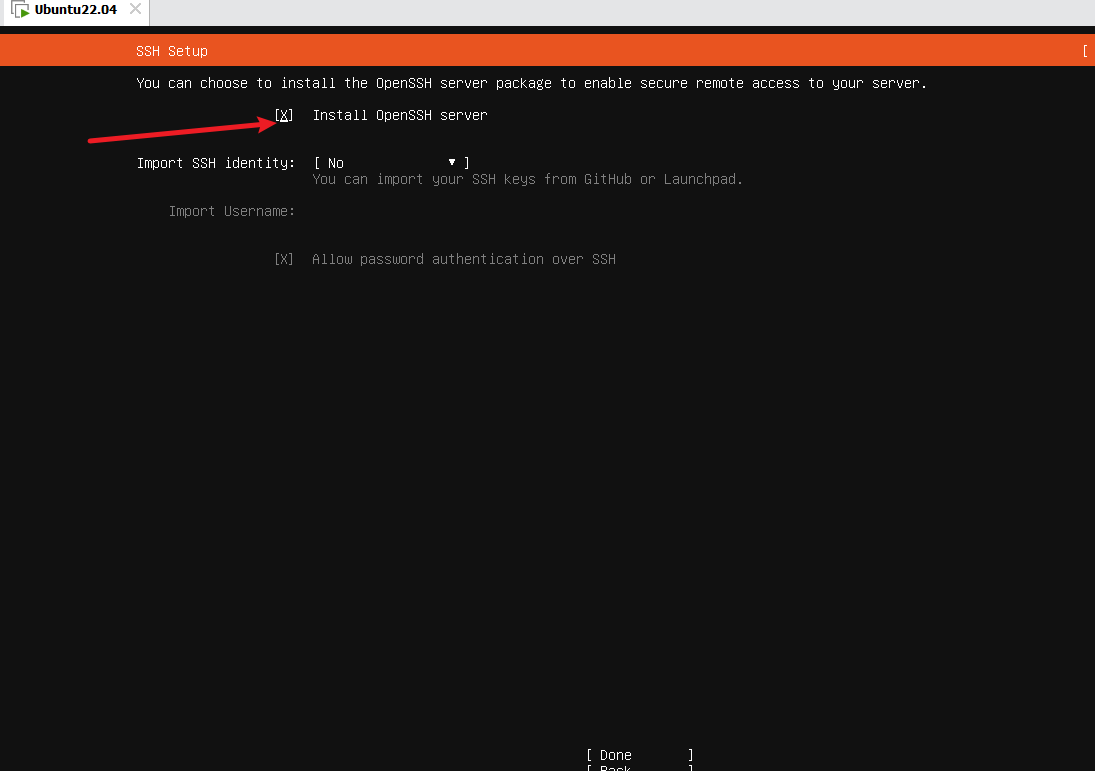 Ubuntu22.04
SSH Setup [
You can choose to install the OpenSSH server package to enable secure remote access to your server.
[X] Install OpenSSH server
Import SSH identity: [ No ▼ ]
You can import your SSH keys from GitHub or Launchpad.
Import Username:
[X] Allow password authentication over SSH
[ Done ]
[ Back ]